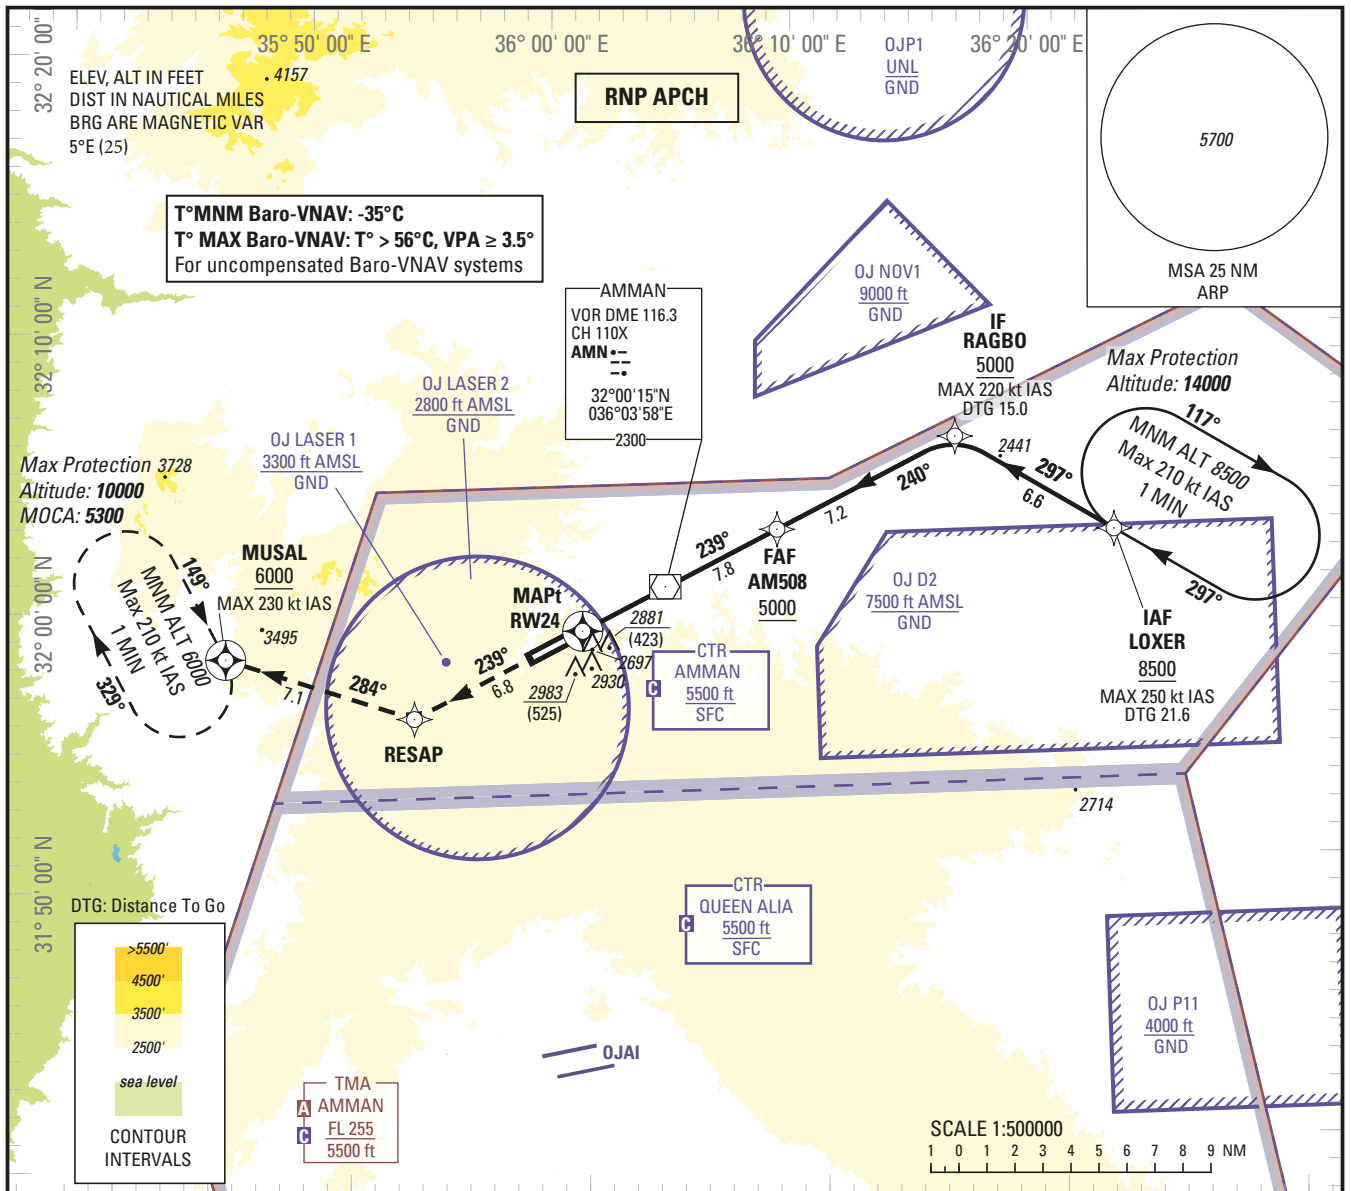 35° 50' 00" E
36° 00' 00" E
36° 10' 00" E
36° 20' 00" E
32° 20' 00"
32° 10' 00" N
32° 00' 00" N
31° 50' 00" N
ELEV, ALT IN FEET
DIST IN NAUTICAL MILES
BRG ARE MAGNETIC VAR
5°E (25)
4157
RNP APCH
OJP1
UNL
GND
5700
MSA 25 NM
ARP
T°MNM Baro-VNAV: -35°C
T° MAX Baro-VNAV: T° > 56°C, VPA ≥ 3.5°
For uncompensated Baro-VNAV systems
OJ NOV1
9000 ft
GND
AMMAN
VOR DME 116.3
CH 110X
AMN
32°00'15"N
036°03'58"E
2300
IF
RAGBO
5000
MAX 220 kt IAS
DTG 15.0
Max Protection
Altitude: 14000
117°
MNM ALT 8500
Max 210 kt IAS
1 MIN
297°
2441
297°
6.6
240°
7.2
OJ LASER 2
2800 ft AMSL
GND
OJ LASER 1
3300 ft AMSL
GND
Max Protection
Altitude: 10000
MOCA: 5300
3728
149°
MNM ALT 6000
Max 210 kt IAS
1 MIN
329°
MUSAL
6000
MAX 230 kt IAS
3495
239°
7.8
FAF
AM508
5000
MAPt
RW24
2881
(423)
2697
2930
2983
(525)
239°
6.8
284°
7.1
RESAP
OJ D2
7500 ft AMSL
GND
IAF
LOXER
8500
MAX 250 kt IAS
DTG 21.6
CTR
AMMAN
5500 ft
SFC
C
2714
CTR
QUEEN ALIA
5500 ft
SFC
C
OJ P11
4000 ft
GND
DTG: Distance To Go
>5500'
4500'
3500'
2500'
sea level
CONTOUR
INTERVALS
OJAI
TMA
A AMMAN
C FL 255
5500 ft
SCALE 1:500000
1 0 1 2 3 4 5 6 7 8 9 NM